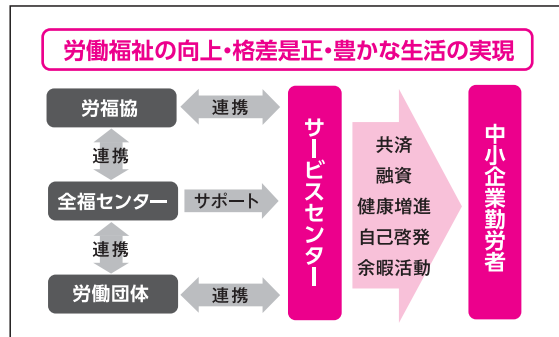 労働福祉の向上・格差是正・豊かな生活の実現
労福協
連携
連携
全福センター
サポート
連携
労働団体
連携
サービスセンター
共済
融資
健康増進
自己啓発
余暇活動
中小企業勤労者